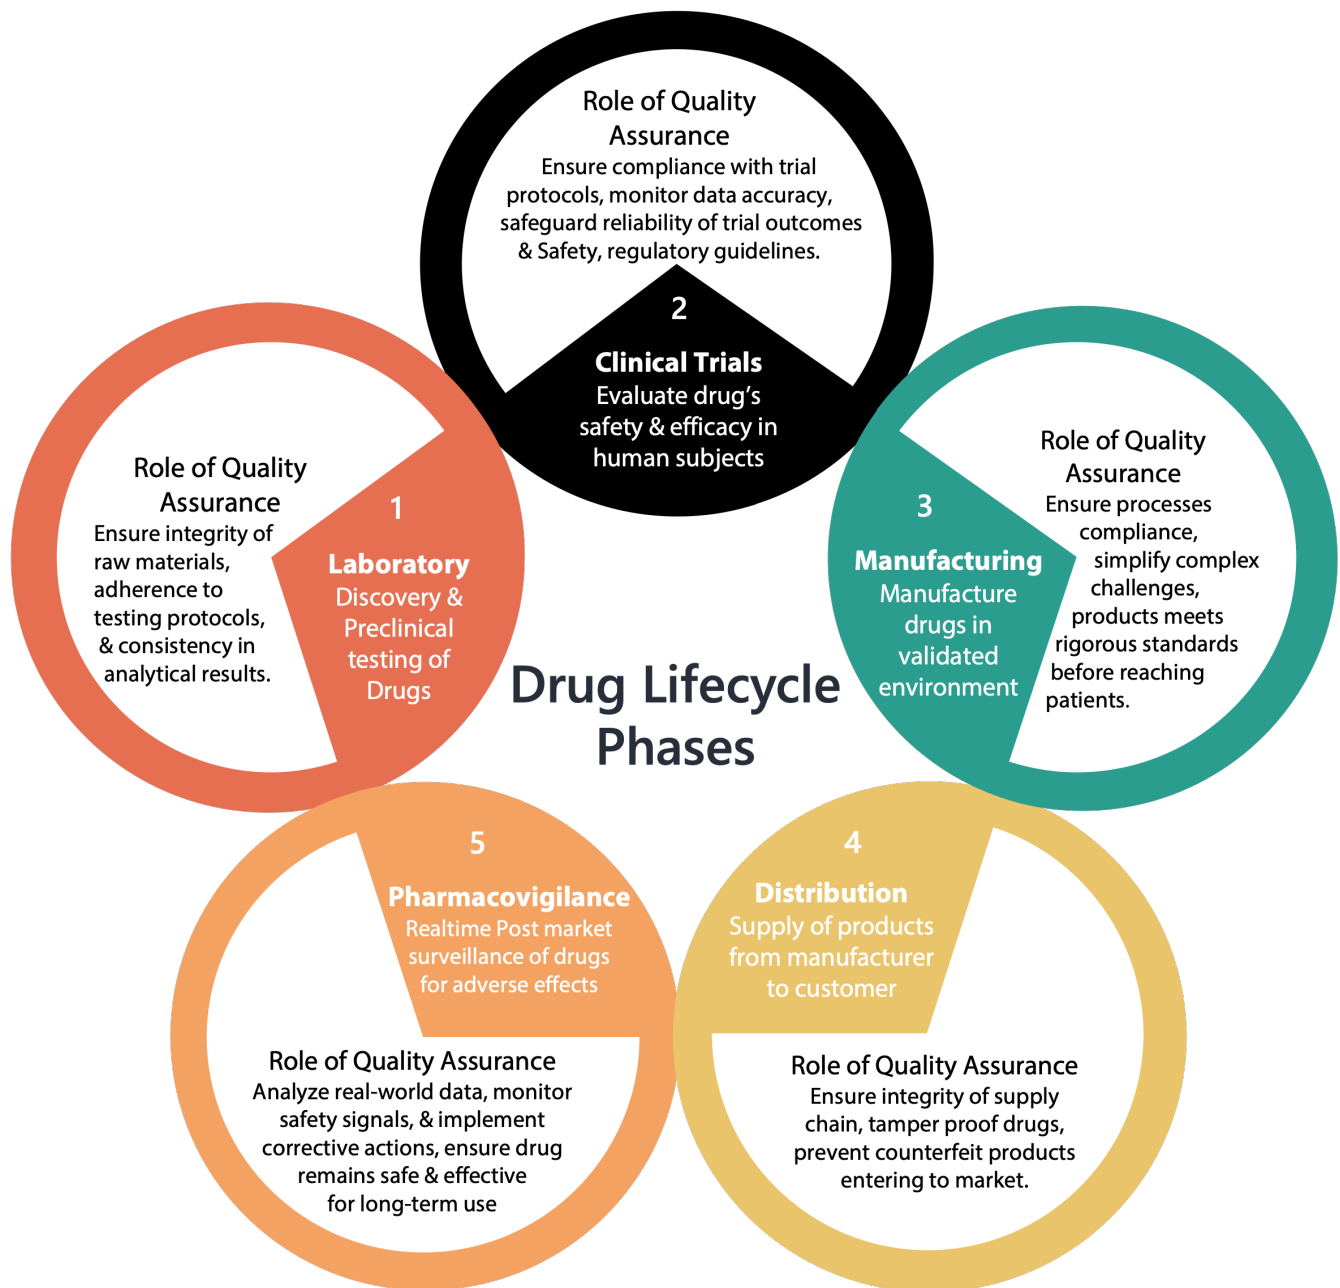 Role of Quality
Assurance
Ensure compliance with trial
protocols, monitor data accuracy,
safeguard reliability of trial outcomes
& Safety, regulatory guidelines.
2
Clinical Trials
Evaluate drug's
safety & efficacy in
human subjects
Role of Quality
Assurance
Ensure integrity of
raw materials,
adherence to
testing protocols,
& consistency in
analytical results.
1
Laboratory
Discovery &
Preclinical
testing of
Drugs
3
Manufacturing
Manufacture
drugs in
validated
environment
Role of Quality
Assurance
Ensure processes
compliance,
simplify complex
challenges,
products meets
rigorous standards
before reaching
patients.
Drug Lifecycle
Phases
5
Pharmacovigilance
Realtime Post market
surveillance of drugs
for adverse effects
Role of Quality Assurance
Analyze real-world data, monitor
safety signals, & implement
corrective actions, ensure drug
remains safe & effective
for long-term use
4
Distribution
Supply of products
from manufacturer
to customer
Role of Quality Assurance
Ensure integrity of supply
chain, tamper proof drugs,
prevent counterfeit products
entering to market.